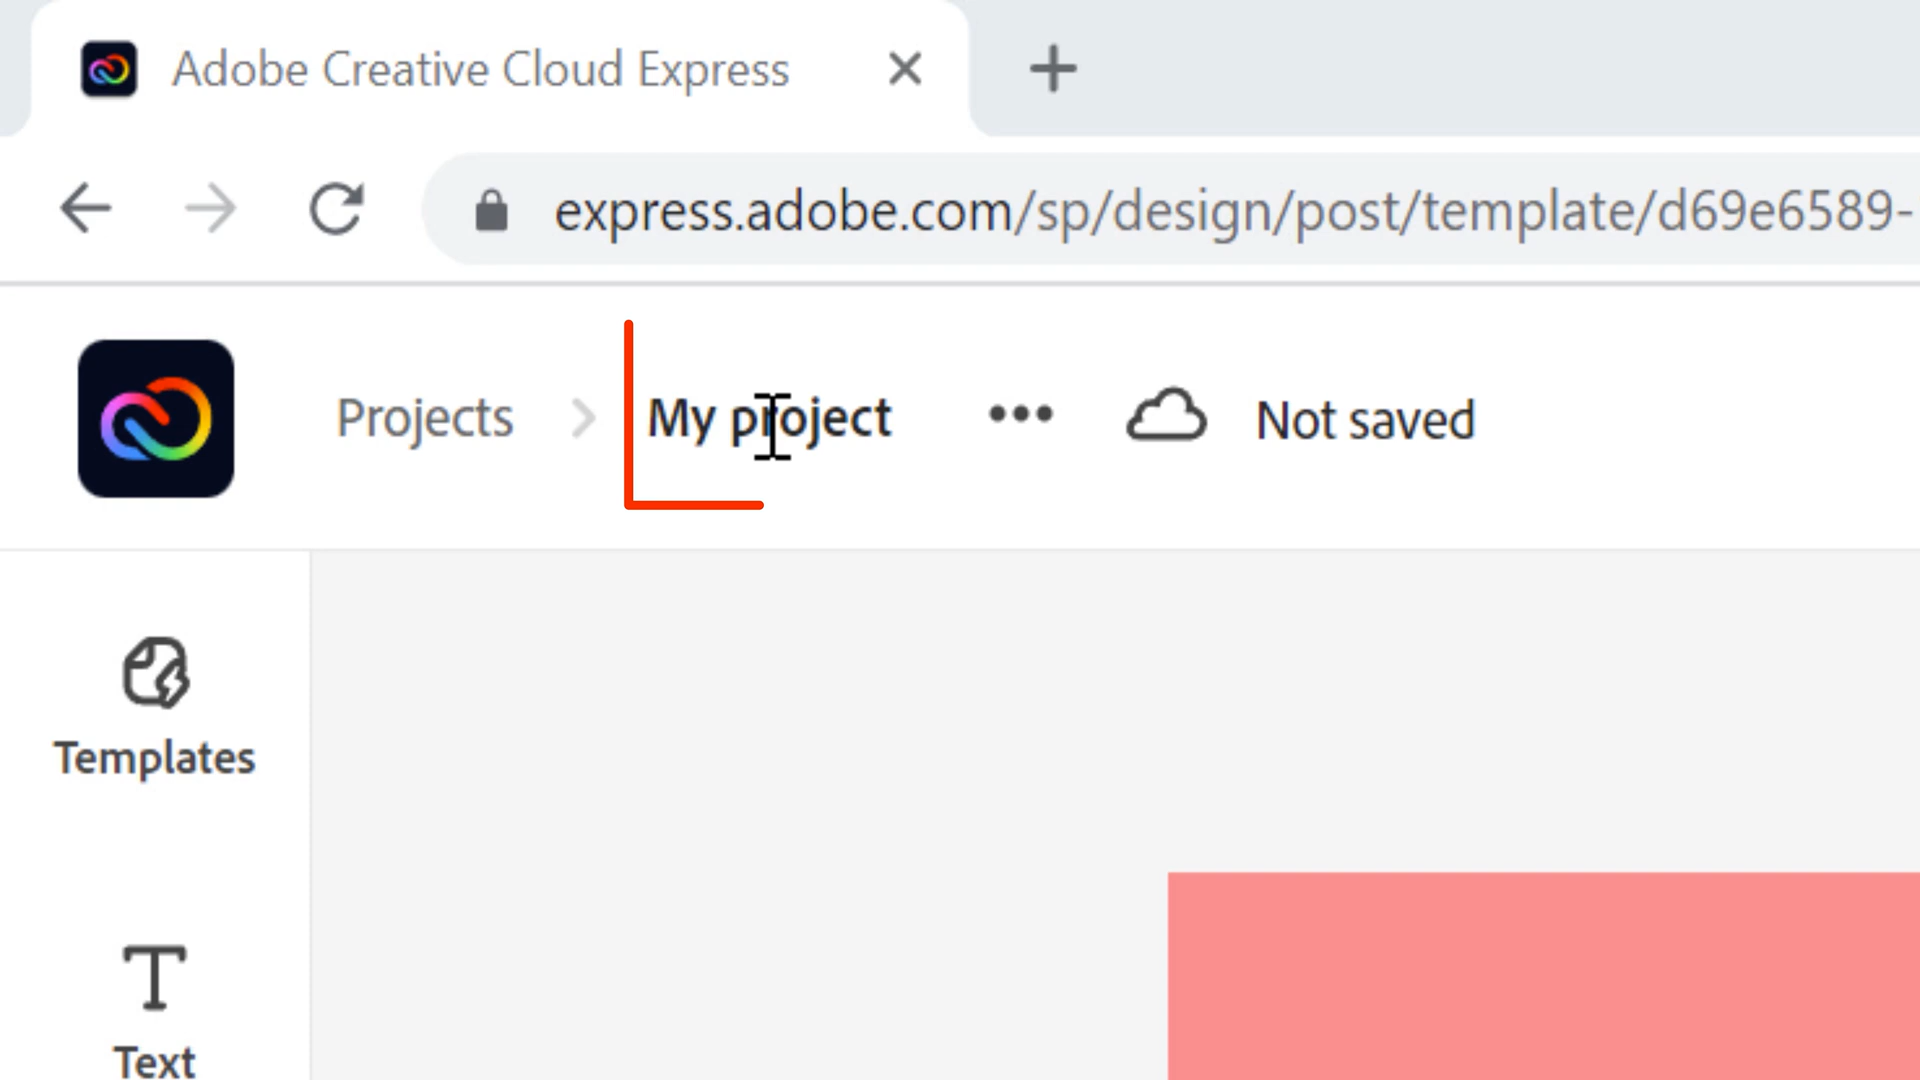 Adobe Creative Cloud Express
express.adobe.com/sp/design/post/template/d69e6589-
Projects My project Not saved
Templates
Text